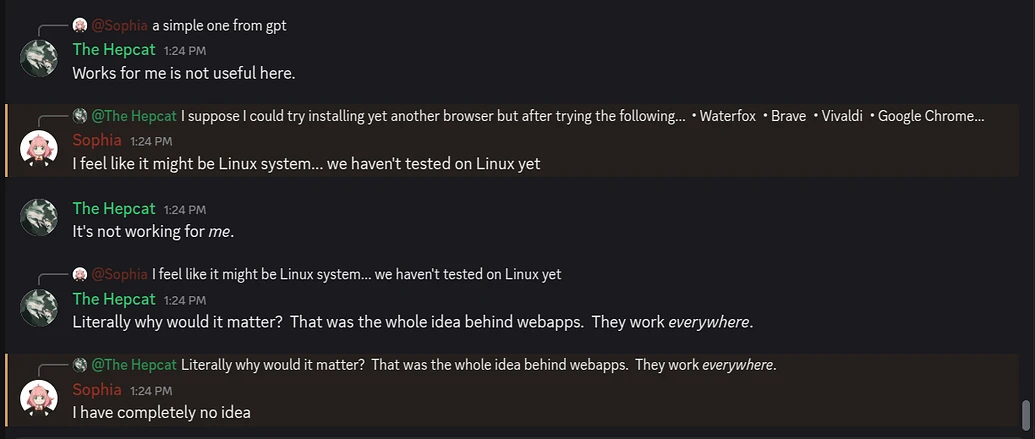 @Sophia a simple one from gpt
The Hepcat 1:24 PM
Works for me is not useful here.
@The Hepcat I suppose I could try installing yet another browser but after trying the following... • Waterfox • Brave • Vivaldi • Google Chrome...
Sophia 1:24 PM
I feel like it might be Linux system... we haven't tested on Linux yet
The Hepcat 1:24 PM
It's not working for me.
@Sophia I feel like it might be Linux system... we haven't tested on Linux yet
The Hepcat 1:24 PM
Literally why would it matter? That was the whole idea behind webapps. They work everywhere.
@The Hepcat Literally why would it matter? That was the whole idea behind webapps. They work everywhere.
Sophia 1:24 PM
I have completely no idea